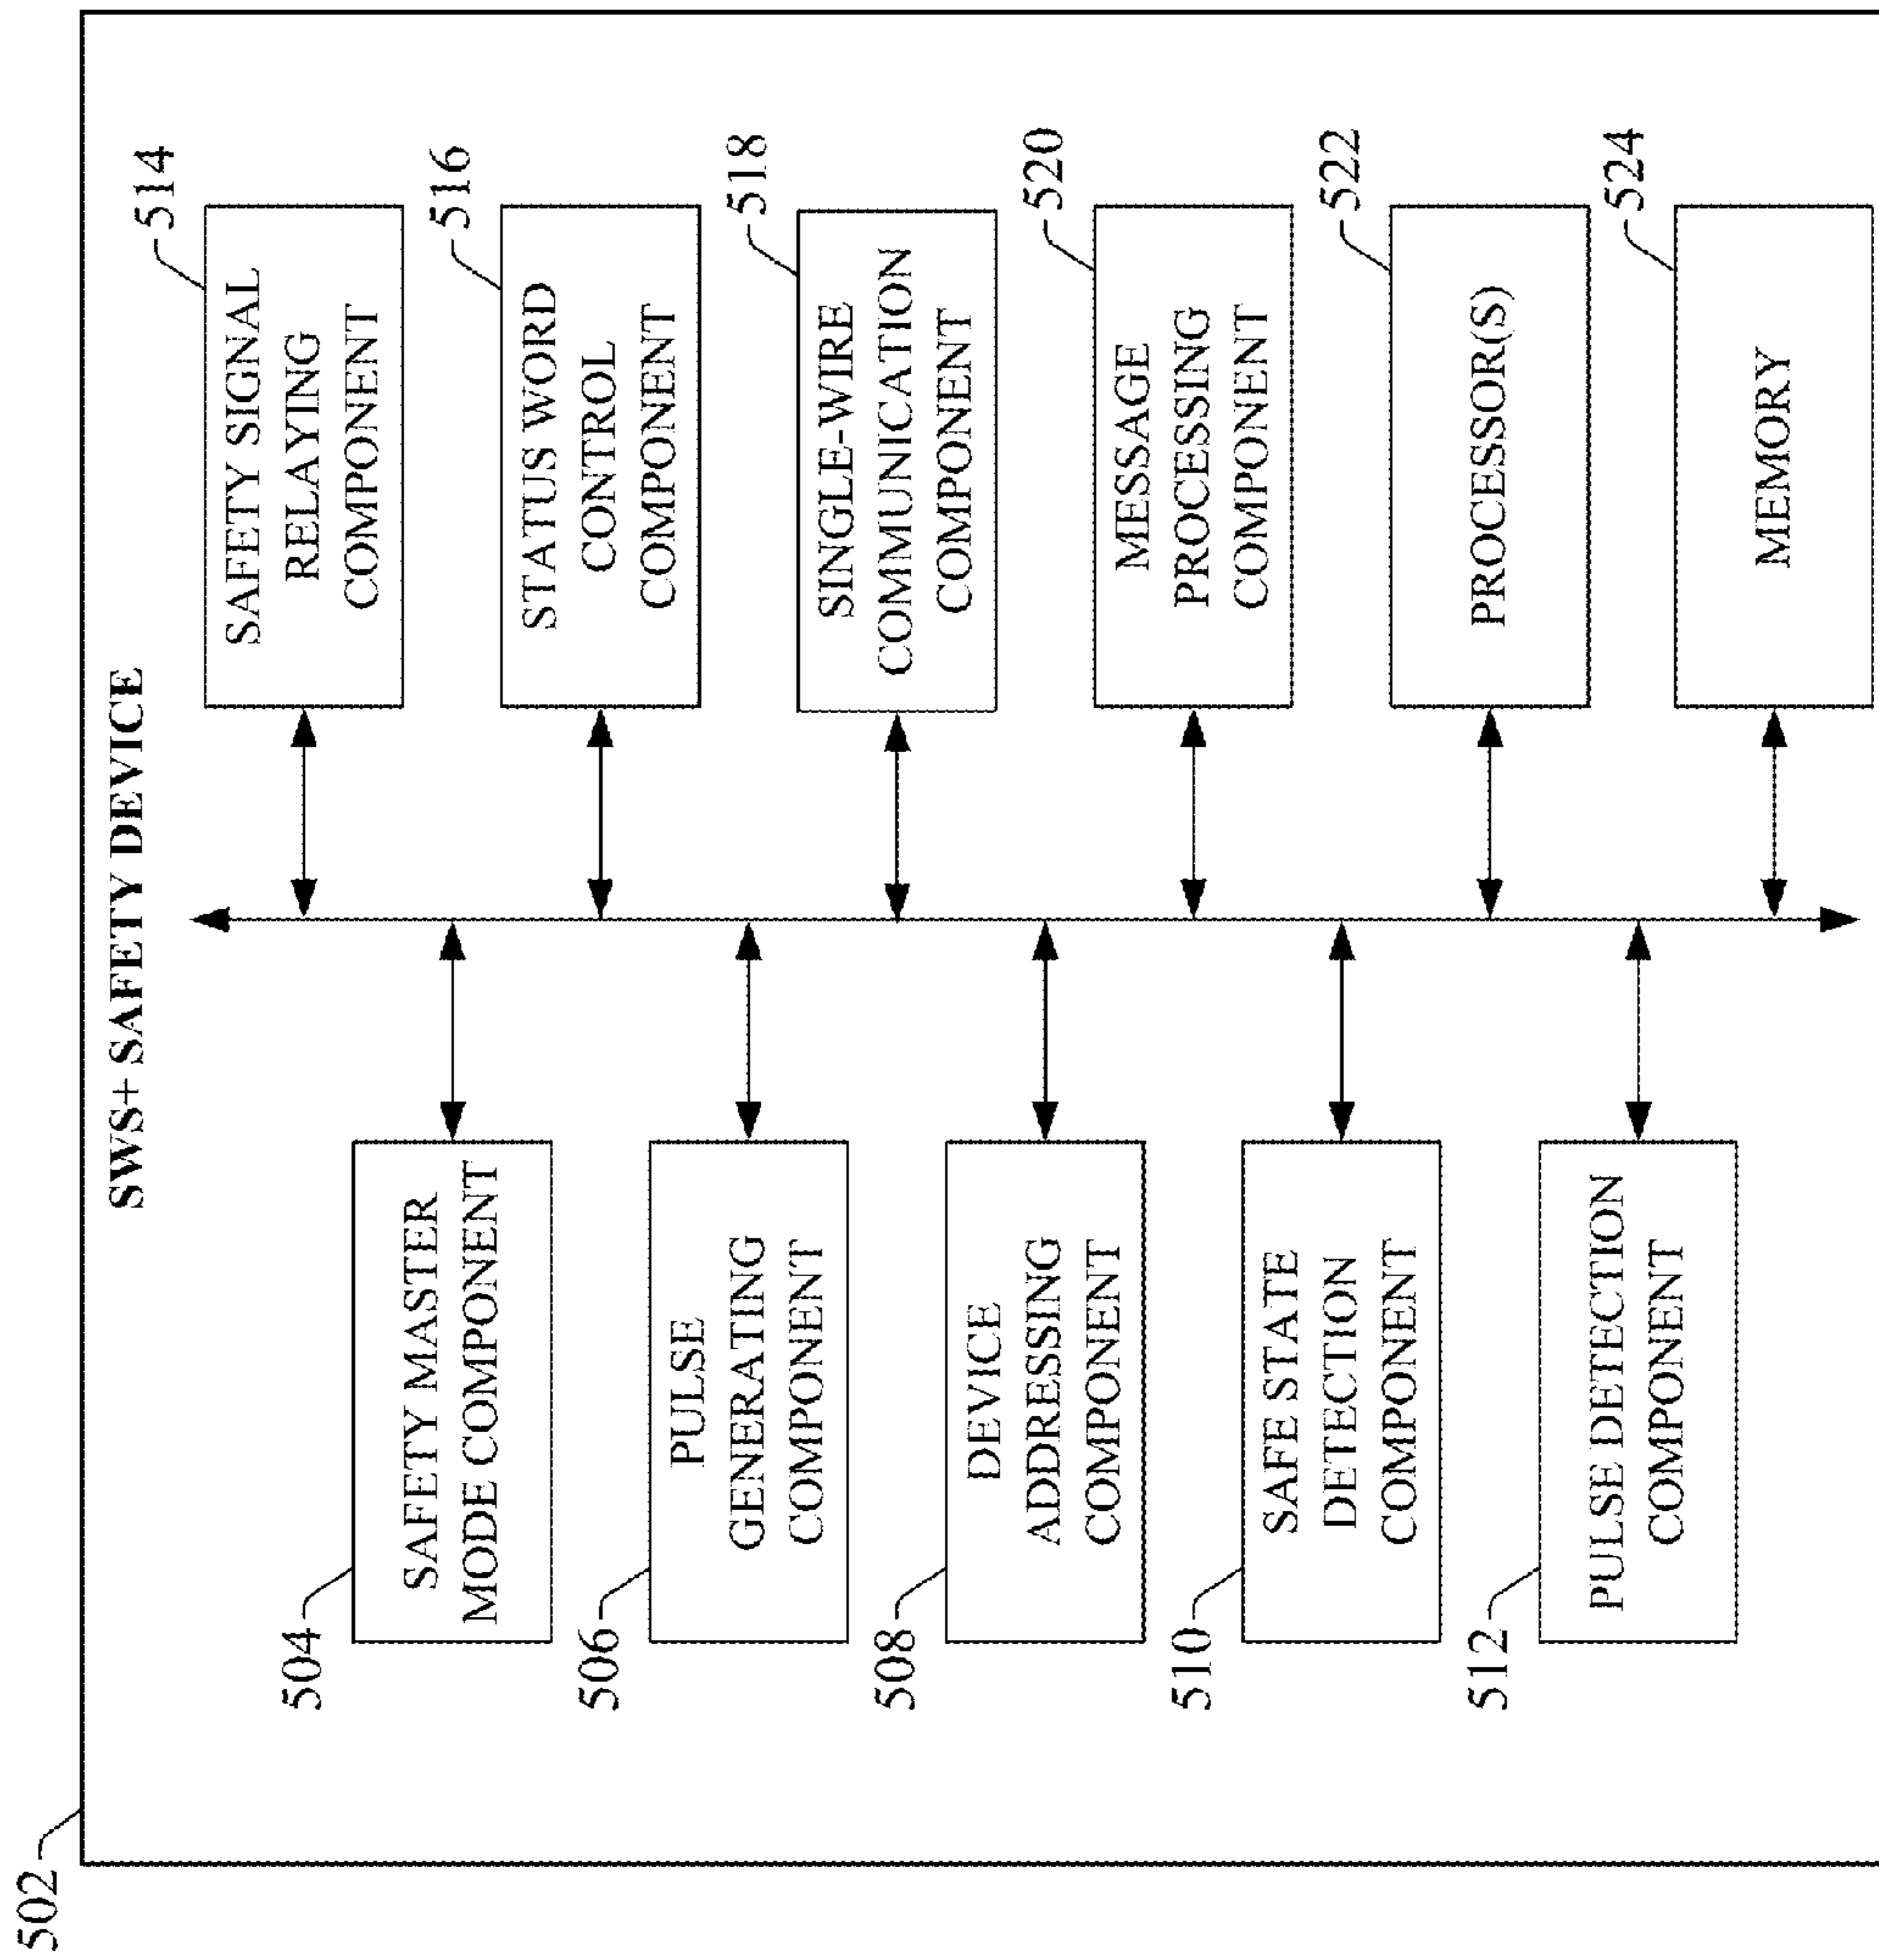 502
SWS+ SAFETY DEVICE
504
SAFETY MASTER
MODE COMPONENT
506
PULSE
GENERATING
COMPONENT
508
DEVICE
ADDRESSING
COMPONENT
510
SAFE STATE
DETECTION
COMPONENT
512
PULSE DETECTION
COMPONENT
514
SAFETY SIGNAL
RELAYING
COMPONENT
516
STATUS WORD
CONTROL
COMPONENT
518
SINGLE-WIRE
COMMUNICATION
COMPONENT
520
MESSAGE
PROCESSING
COMPONENT
522
PROCESSOR(S)
524
MEMORY